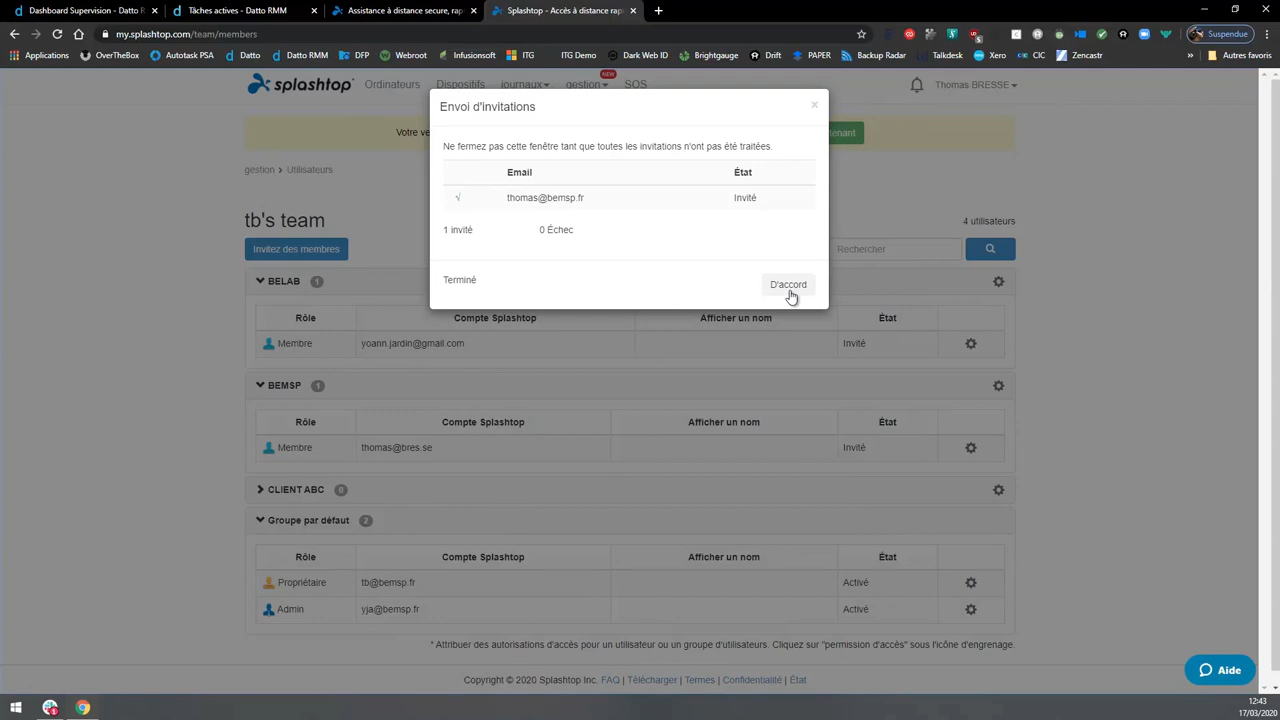 Dashboard Supervision - Datto R
Tâches actives - Datto RMM
Assistance à distance secure, rap
Splashtop - Accès à distance rap
my.splashtop.com/team/members
Suspendue
Applications
OverTheBox
Autotask PSA
Datto
Datto RMM
DFP
Webroot
Infusionsoft
ITG
ITG Demo
Dark Web ID
Brightgauge
Drift
PAPER
Backup Radar
Talkdesk
Xero
CIC
Zencastr
»
Autres favoris
splashtop
Ordinateurs
Dispositifs
journaux
gestion
NEW
SOS
Thomas BRESSE
Votre ve
tenant
gestion > Utilisateurs
Envoi d'invitations
×
Ne fermez pas cette fenêtre tant que toutes les invitations n'ont pas été traitées.
Email État
√ thomas@bemsp.fr Invité
1 invité 0 Échec
Terminé
D'accord
tb's team
4 utilisateurs
Invitez des membres
Rechercher
BELAB 1
Rôle Compte Splashtop Afficher un nom État
Membre yoann.jardin@gmail.com Invité
BEMSP 1
Rôle Compte Splashtop Afficher un nom État
Membre thomas@bres.se Invité
CLIENT ABC 0
Groupe par défaut 2
Rôle Compte Splashtop Afficher un nom État
Propriétaire tb@bemsp.fr Activé
Admin yja@bemsp.fr Activé
* Attribuer des autorisations d'accès pour un utilisateur ou un groupe d'utilisateurs. Cliquez sur "permission d'accès" sous l'icône d'engrenage.
Copyright © 2020 Splashtop Inc. FAQ | Télécharger | Termes | Confidentialité | État
Aide
12:43
17/03/2020